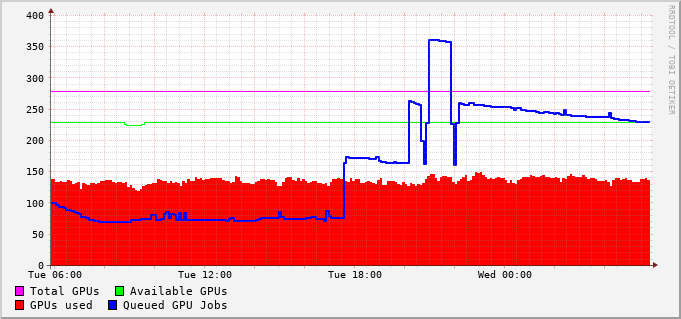 400
350
300
250
200
150
100
50
0
Tue 06:00 Tue 12:00 Tue 18:00 Wed 00:00
Total GPUs Available GPUs
GPUs used Queued GPU Jobs
RRDTOOL / TOBI OETIKER